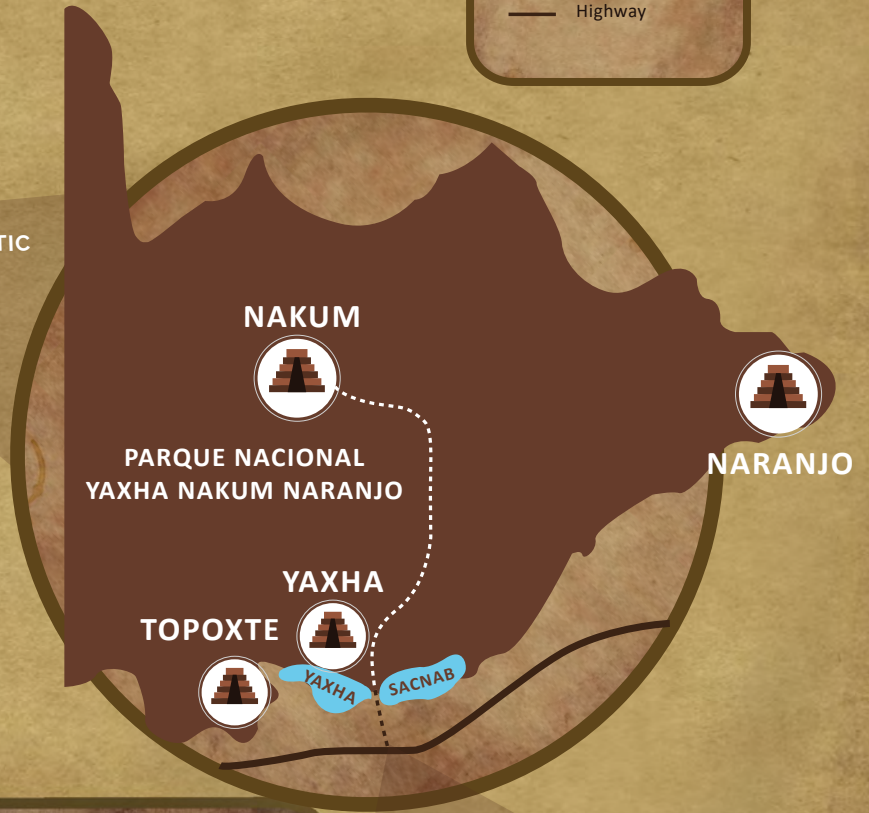 Highway
TIC
NAKUM
NARANJO
PARQUE NACIONAL
YAXHA NAKUM NARANJO
YAXHA
TOPOXTE
YAXHA
SACNAB